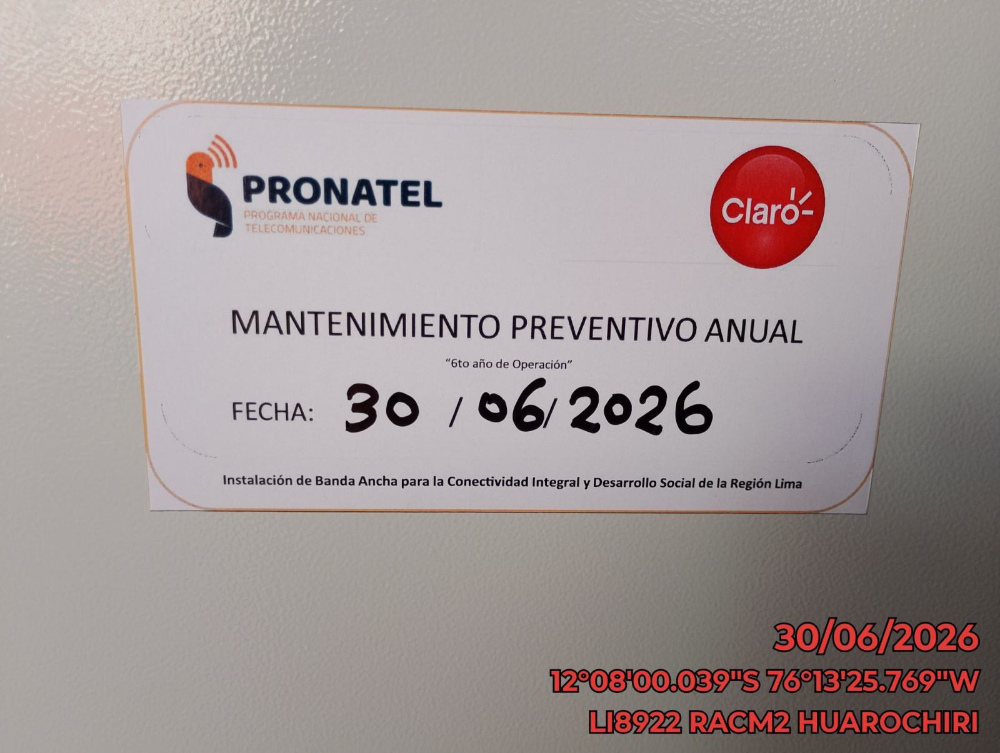 PRONATEL
PROGRAMA NACIONAL DE
TELECOMUNICACIONES
Claro
MANTENIMIENTO PREVENTIVO ANUAL
“6to año de Operación”
FECHA: 30 / 06 / 2026
Instalación de Banda Ancha para la Conectividad Integral y Desarrollo Social de la Región Lima
30/06/2026
12°08'00.039"S 76°13'25.769"W
LI8922 RACM2 HUAROCHIRI